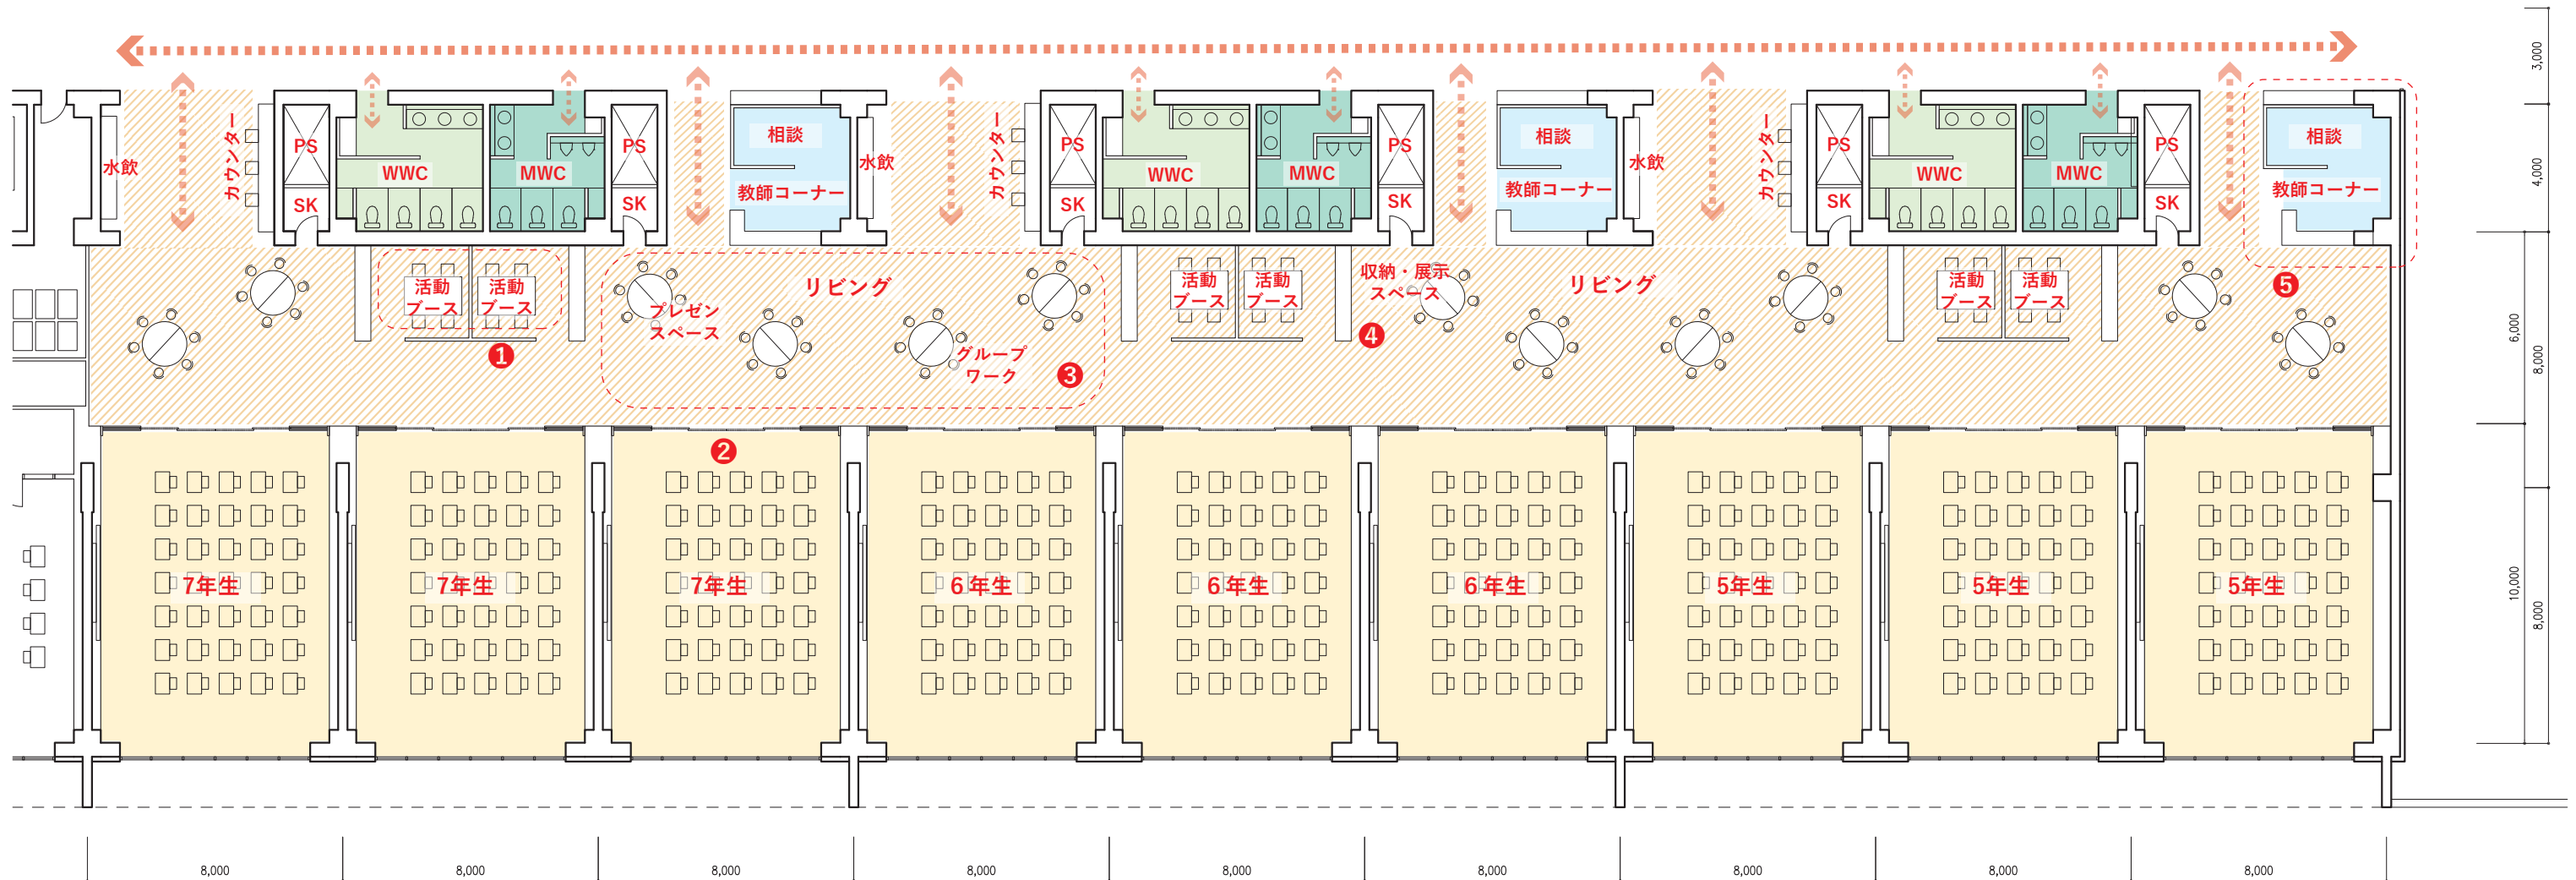 3,000
4,000
6,000
8,000
10,000
8,000
水飲
カウンター
PS
SK
WWC
MWC
PS
SK
相談
教師コーナー
水飲
カウンター
PS
SK
WWC
MWC
PS
SK
相談
教師コーナー
水飲
カウンター
PS
SK
WWC
MWC
PS
SK
相談
教師コーナー
活動
ブース
活動
ブース
1
プレゼン
スペース
リビング
グループ
ワーク
3
活動
ブース
活動
ブース
収納・展示
スペース
4
リビング
活動
ブース
活動
ブース
5
2
7年生
7年生
7年生
6年生
6年生
6年生
5年生
5年生
5年生
8,000
8,000
8,000
8,000
8,000
8,000
8,000
8,000
8,000